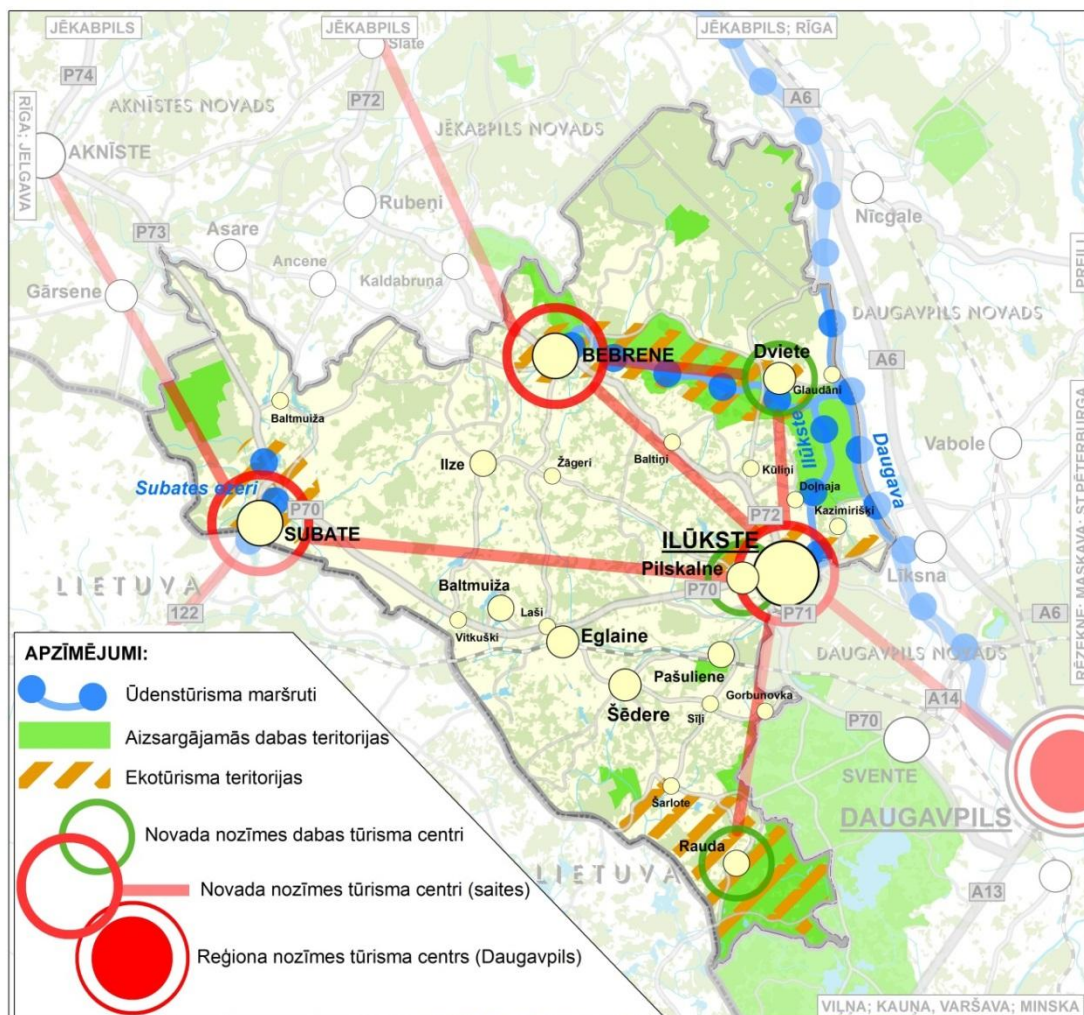 JĒKABPILS
JĒKABPILS
JĒKABPILS; RĪGA
Slate
P74
P72
A6
AKNĪSTES NOVADS
JĒKABPILS NOVADS
RĪGA; JELGAVA
AKNĪSTE
Rubeņi
Nīcgale
P73
Asare
Ancene
Kaldabruņa
PREIĻI
Gārsene
DAUGAVPILS NOVADS
A6
BEBRENE
Dviete
Glaudāni
Baltmuiža
Ilūkste
Daugava
Vabole
RĒZEKNE; MASKAVA; ST.PĒTERBURGA
Ilze
Žāgeri
Baltiņi
Kūliņi
Subates ezeri
P70
Doļnaja
Kazimirišķi
P72
SUBATE
ILŪKSTE
Pilskalne
Līksna
LIETUVA
P70
P71
122
Baltmuiža
Laši
Vitkuški
Eglaine
A6
DAUGAVPILS NOVADS
Pašuliene
Šēdere
Gorbunovka
Sīļi
A14
P70
SVENTE
Šarlote
DAUGAVPILS
Rauda
LIETUVA
A13
VIĻŅA; KAUŅA, VARŠAVA; MINSKA
APZĪMĒJUMI:
Ūdenstūrisma maršruti
Aizsargājamās dabas teritorijas
Ekotūrisma teritorijas
Novada nozīmes dabas tūrisma centri
Novada nozīmes tūrisma centri (saites)
Reģiona nozīmes tūrisma centrs (Daugavpils)